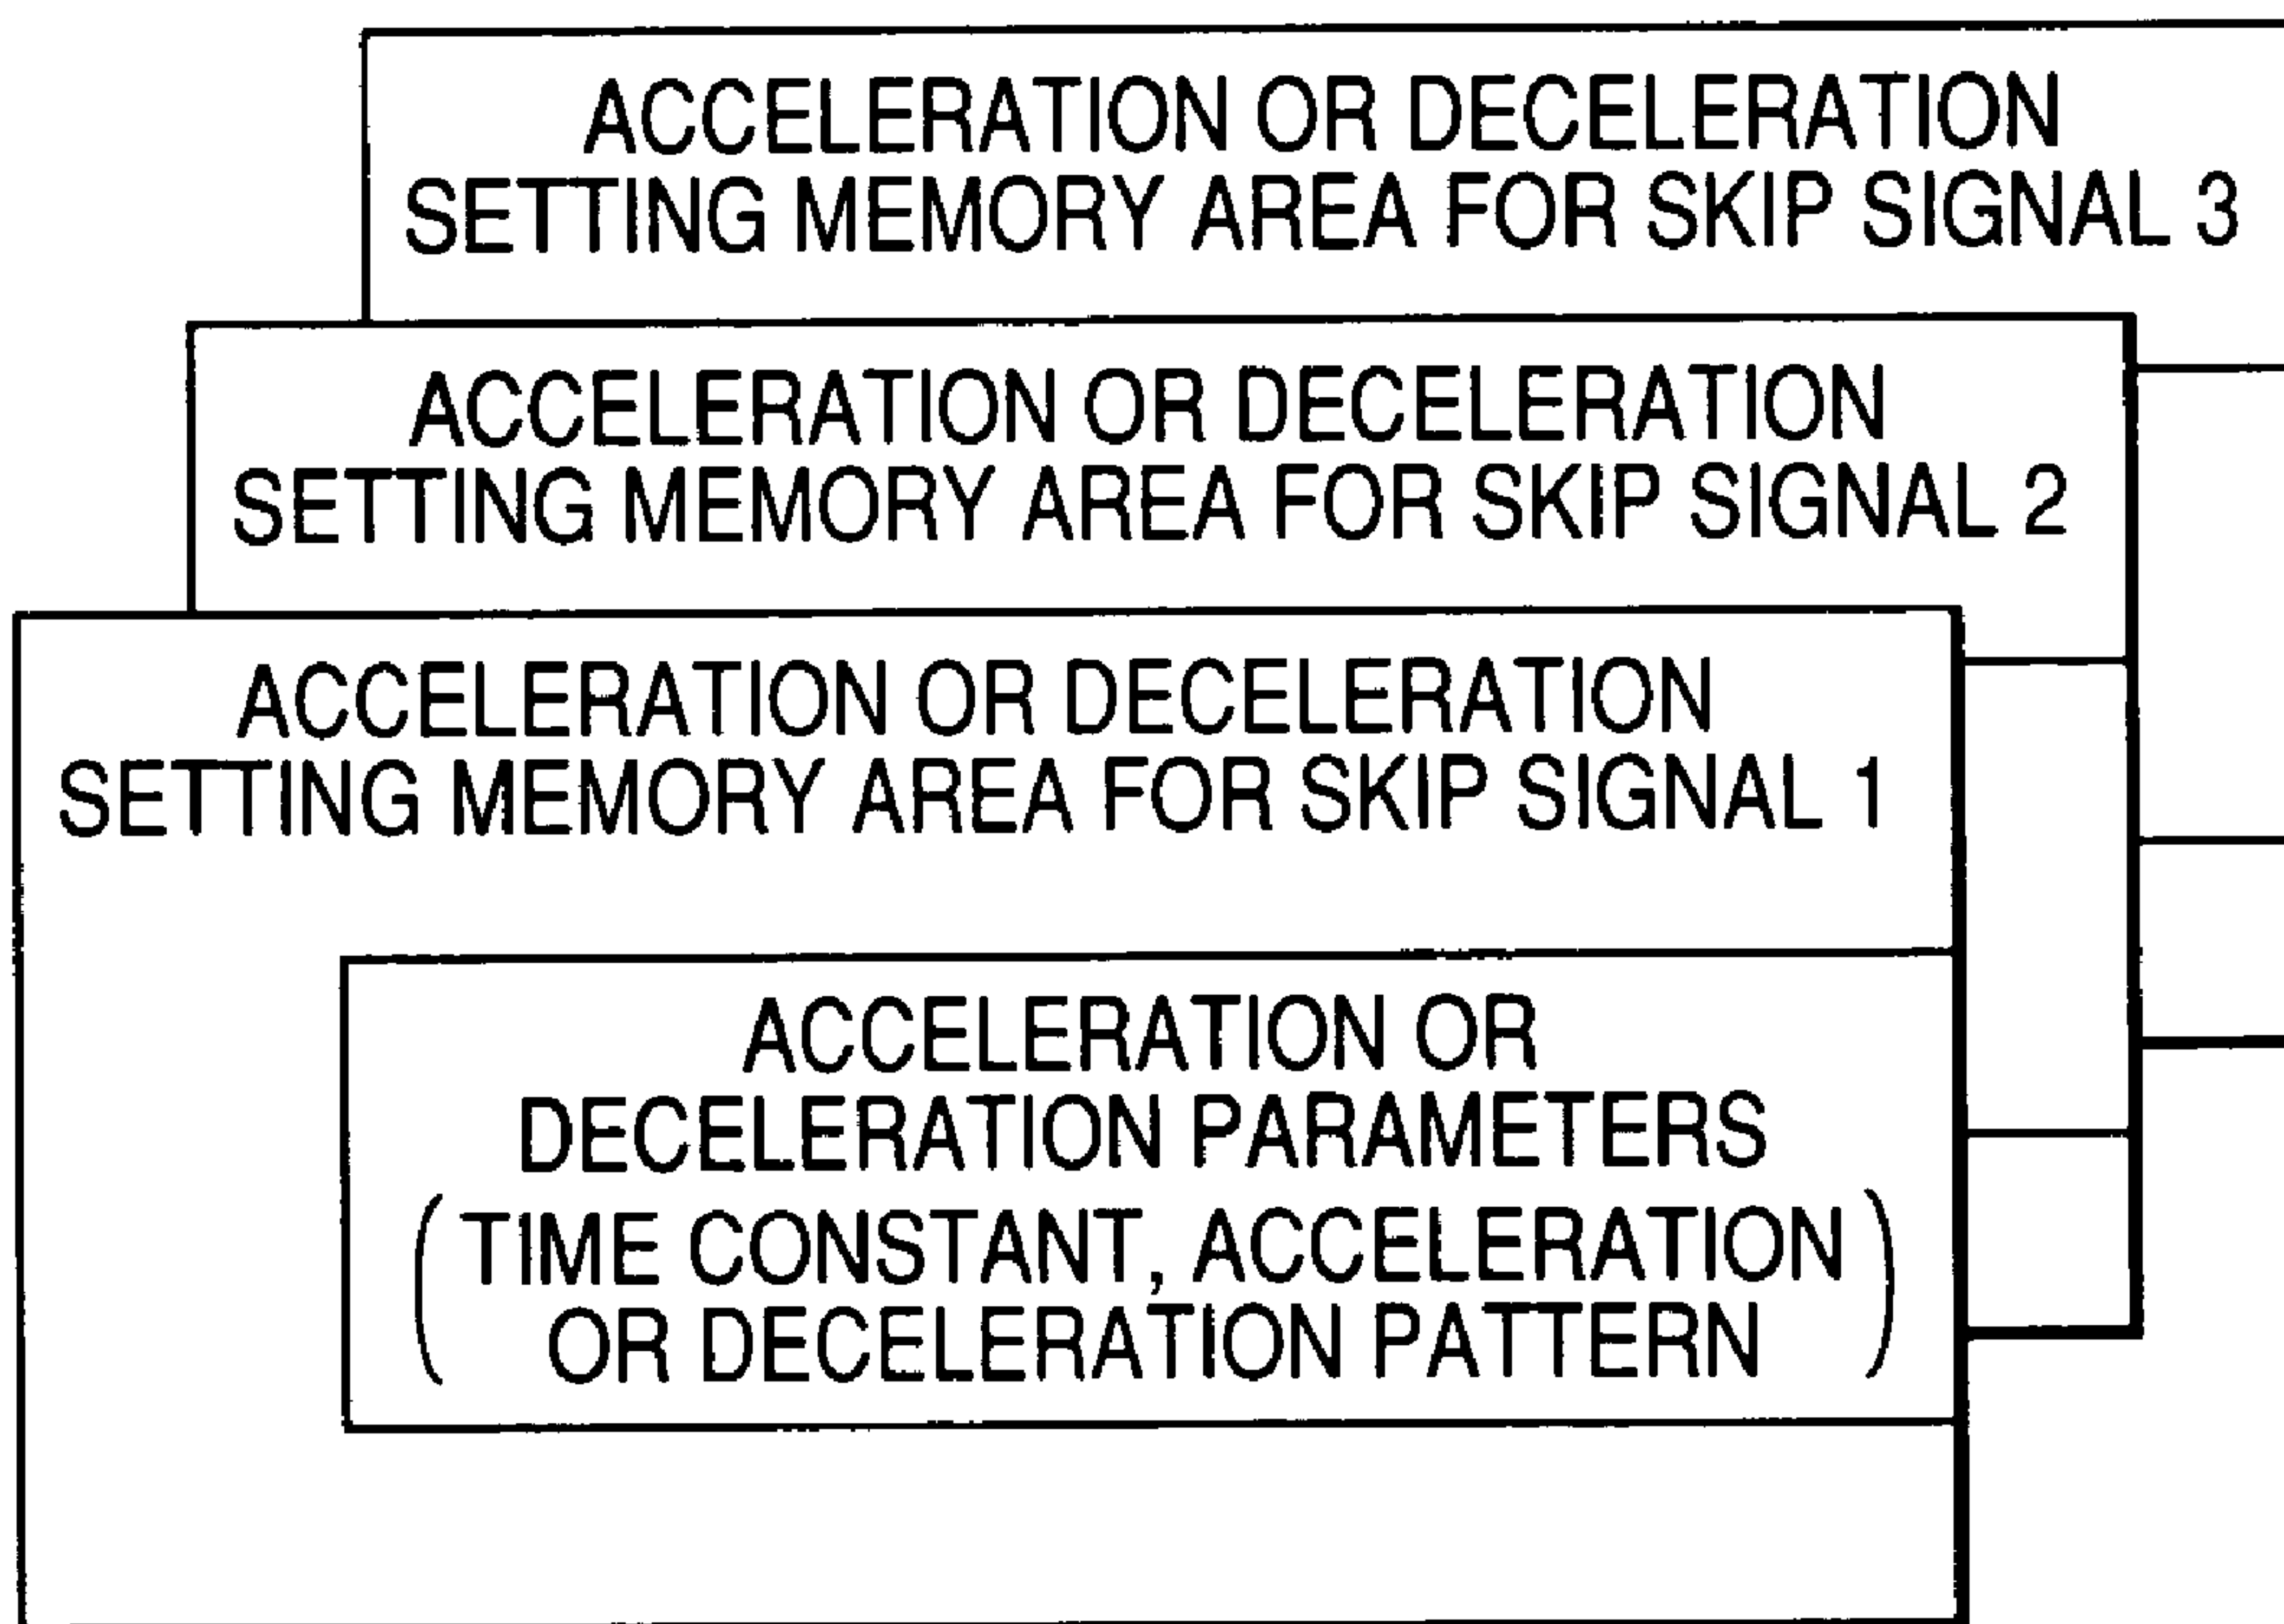 ACCELERATION OR DECELERATION
SETTING MEMORY AREA FOR SKIP SIGNAL 3
ACCELERATION OR DECELERATION
SETTING MEMORY AREA FOR SKIP SIGNAL 2
ACCELERATION OR DECELERATION
SETTING MEMORY AREA FOR SKIP SIGNAL 1
ACCELERATION OR
DECELERATION PARAMETERS
(TIME CONSTANT, ACCELERATION
OR DECELERATION PATTERN)